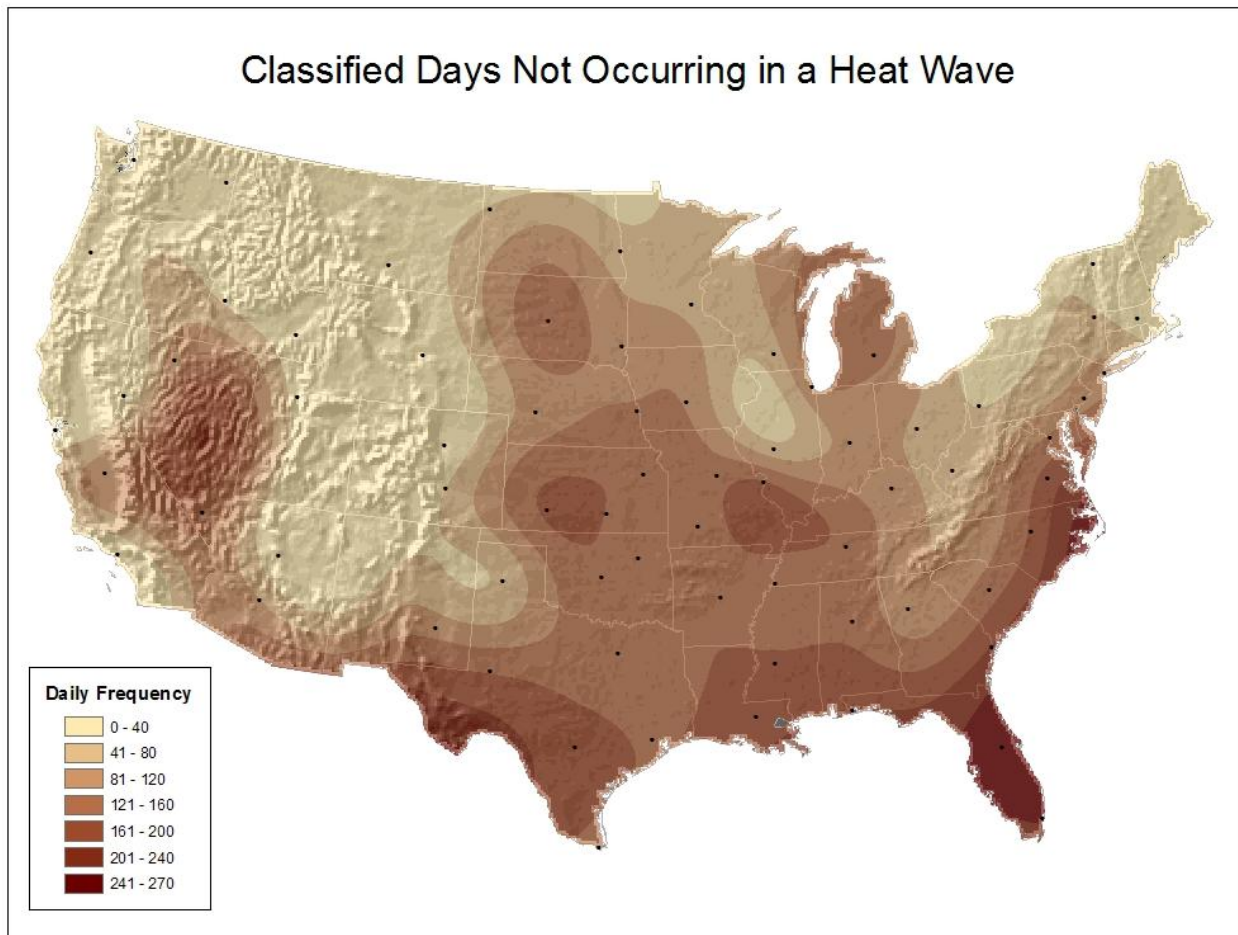 Classified Days Not Occurring in a Heat Wave
Daily Frequency
0 - 40
41 - 80
81 - 120
121 - 160
161 - 200
201 - 240
241 - 270